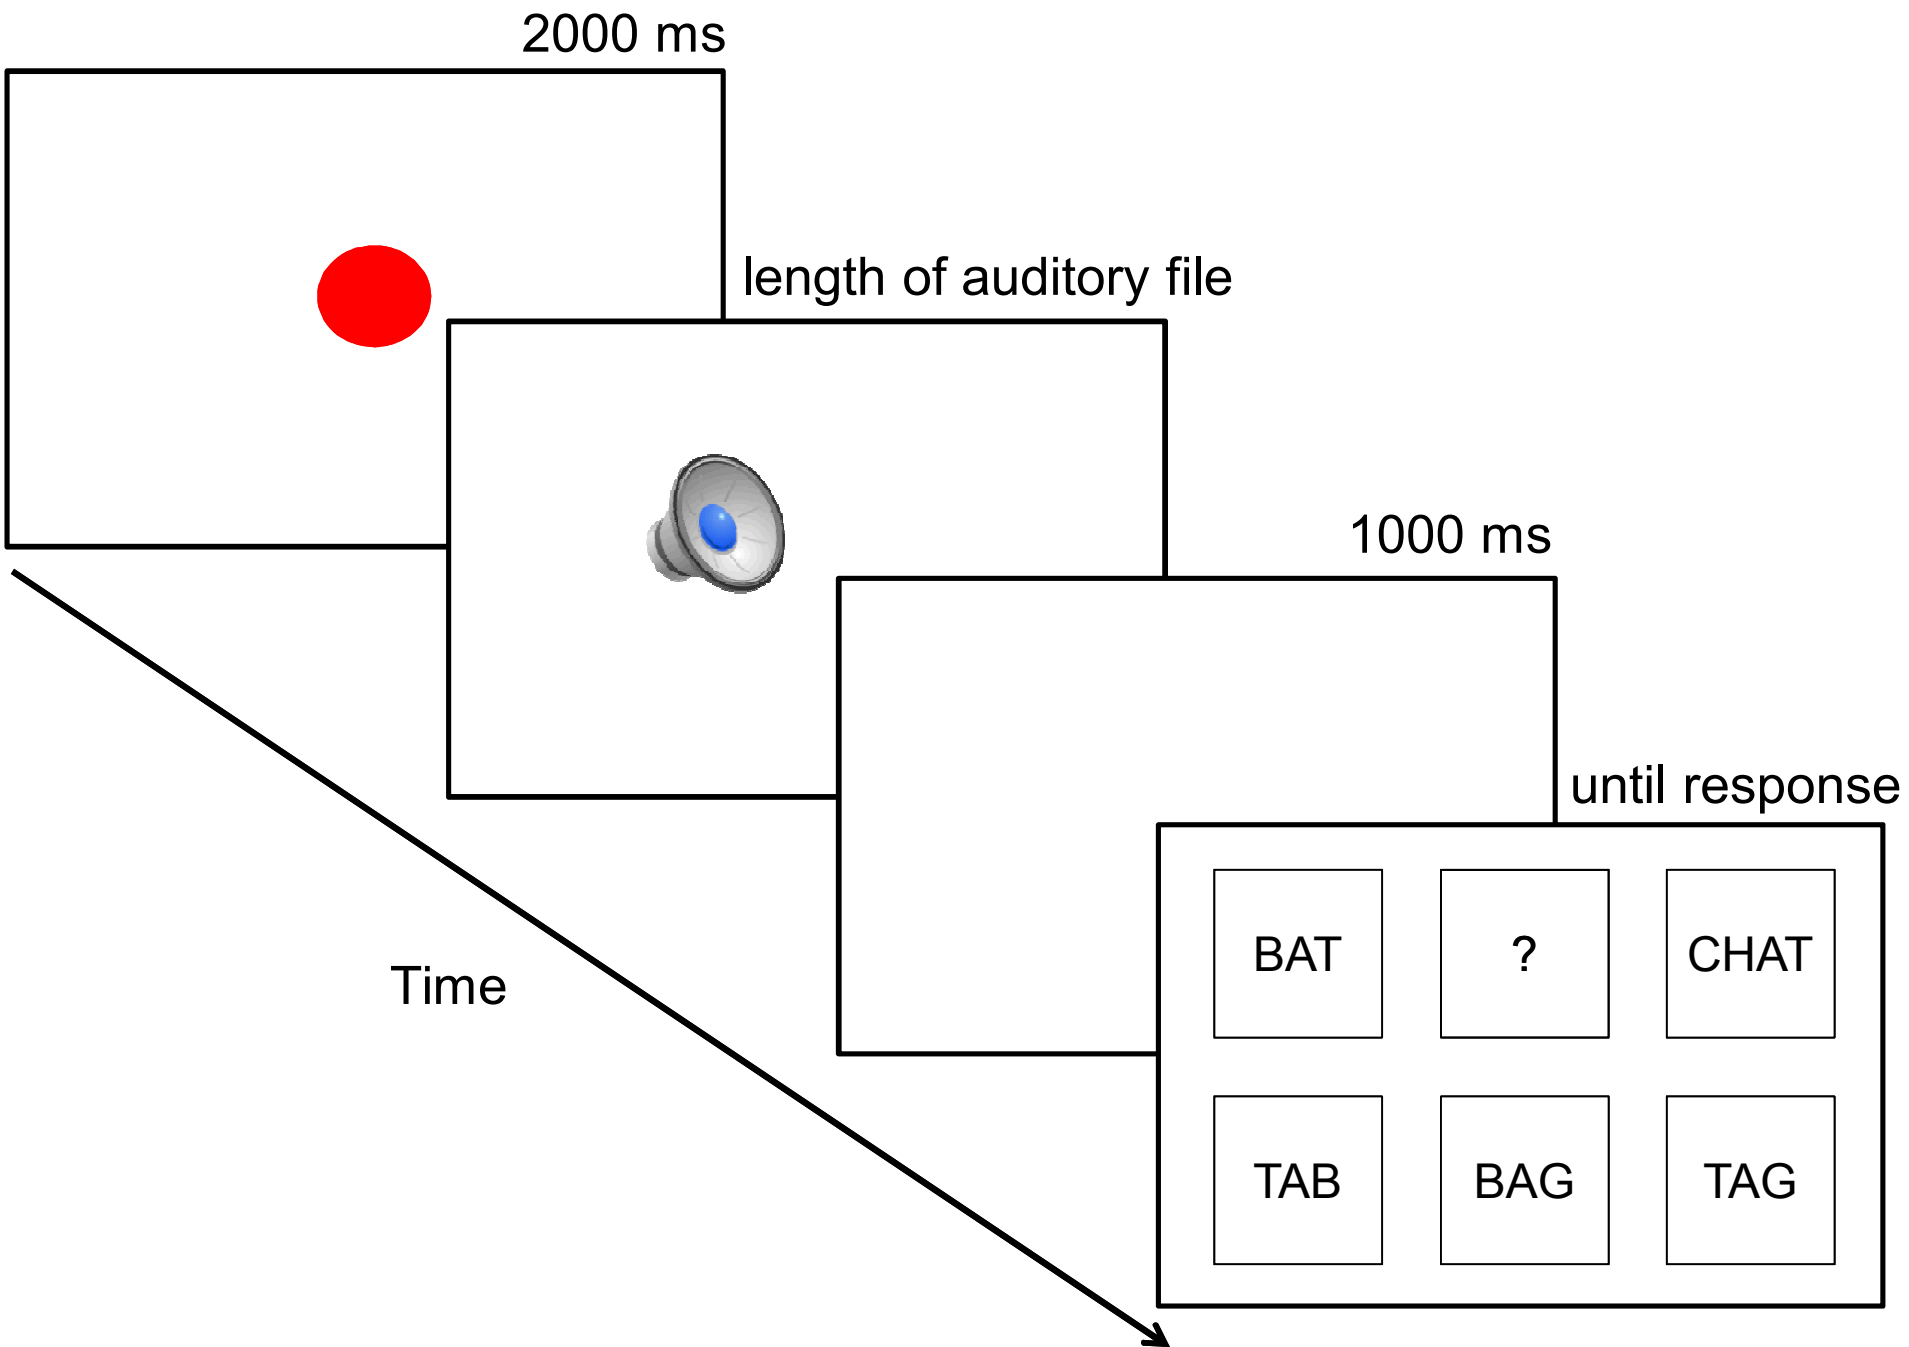 2000 ms
length of auditory file
1000 ms
until response
BAT ? CHAT
TAB BAG TAG
Time